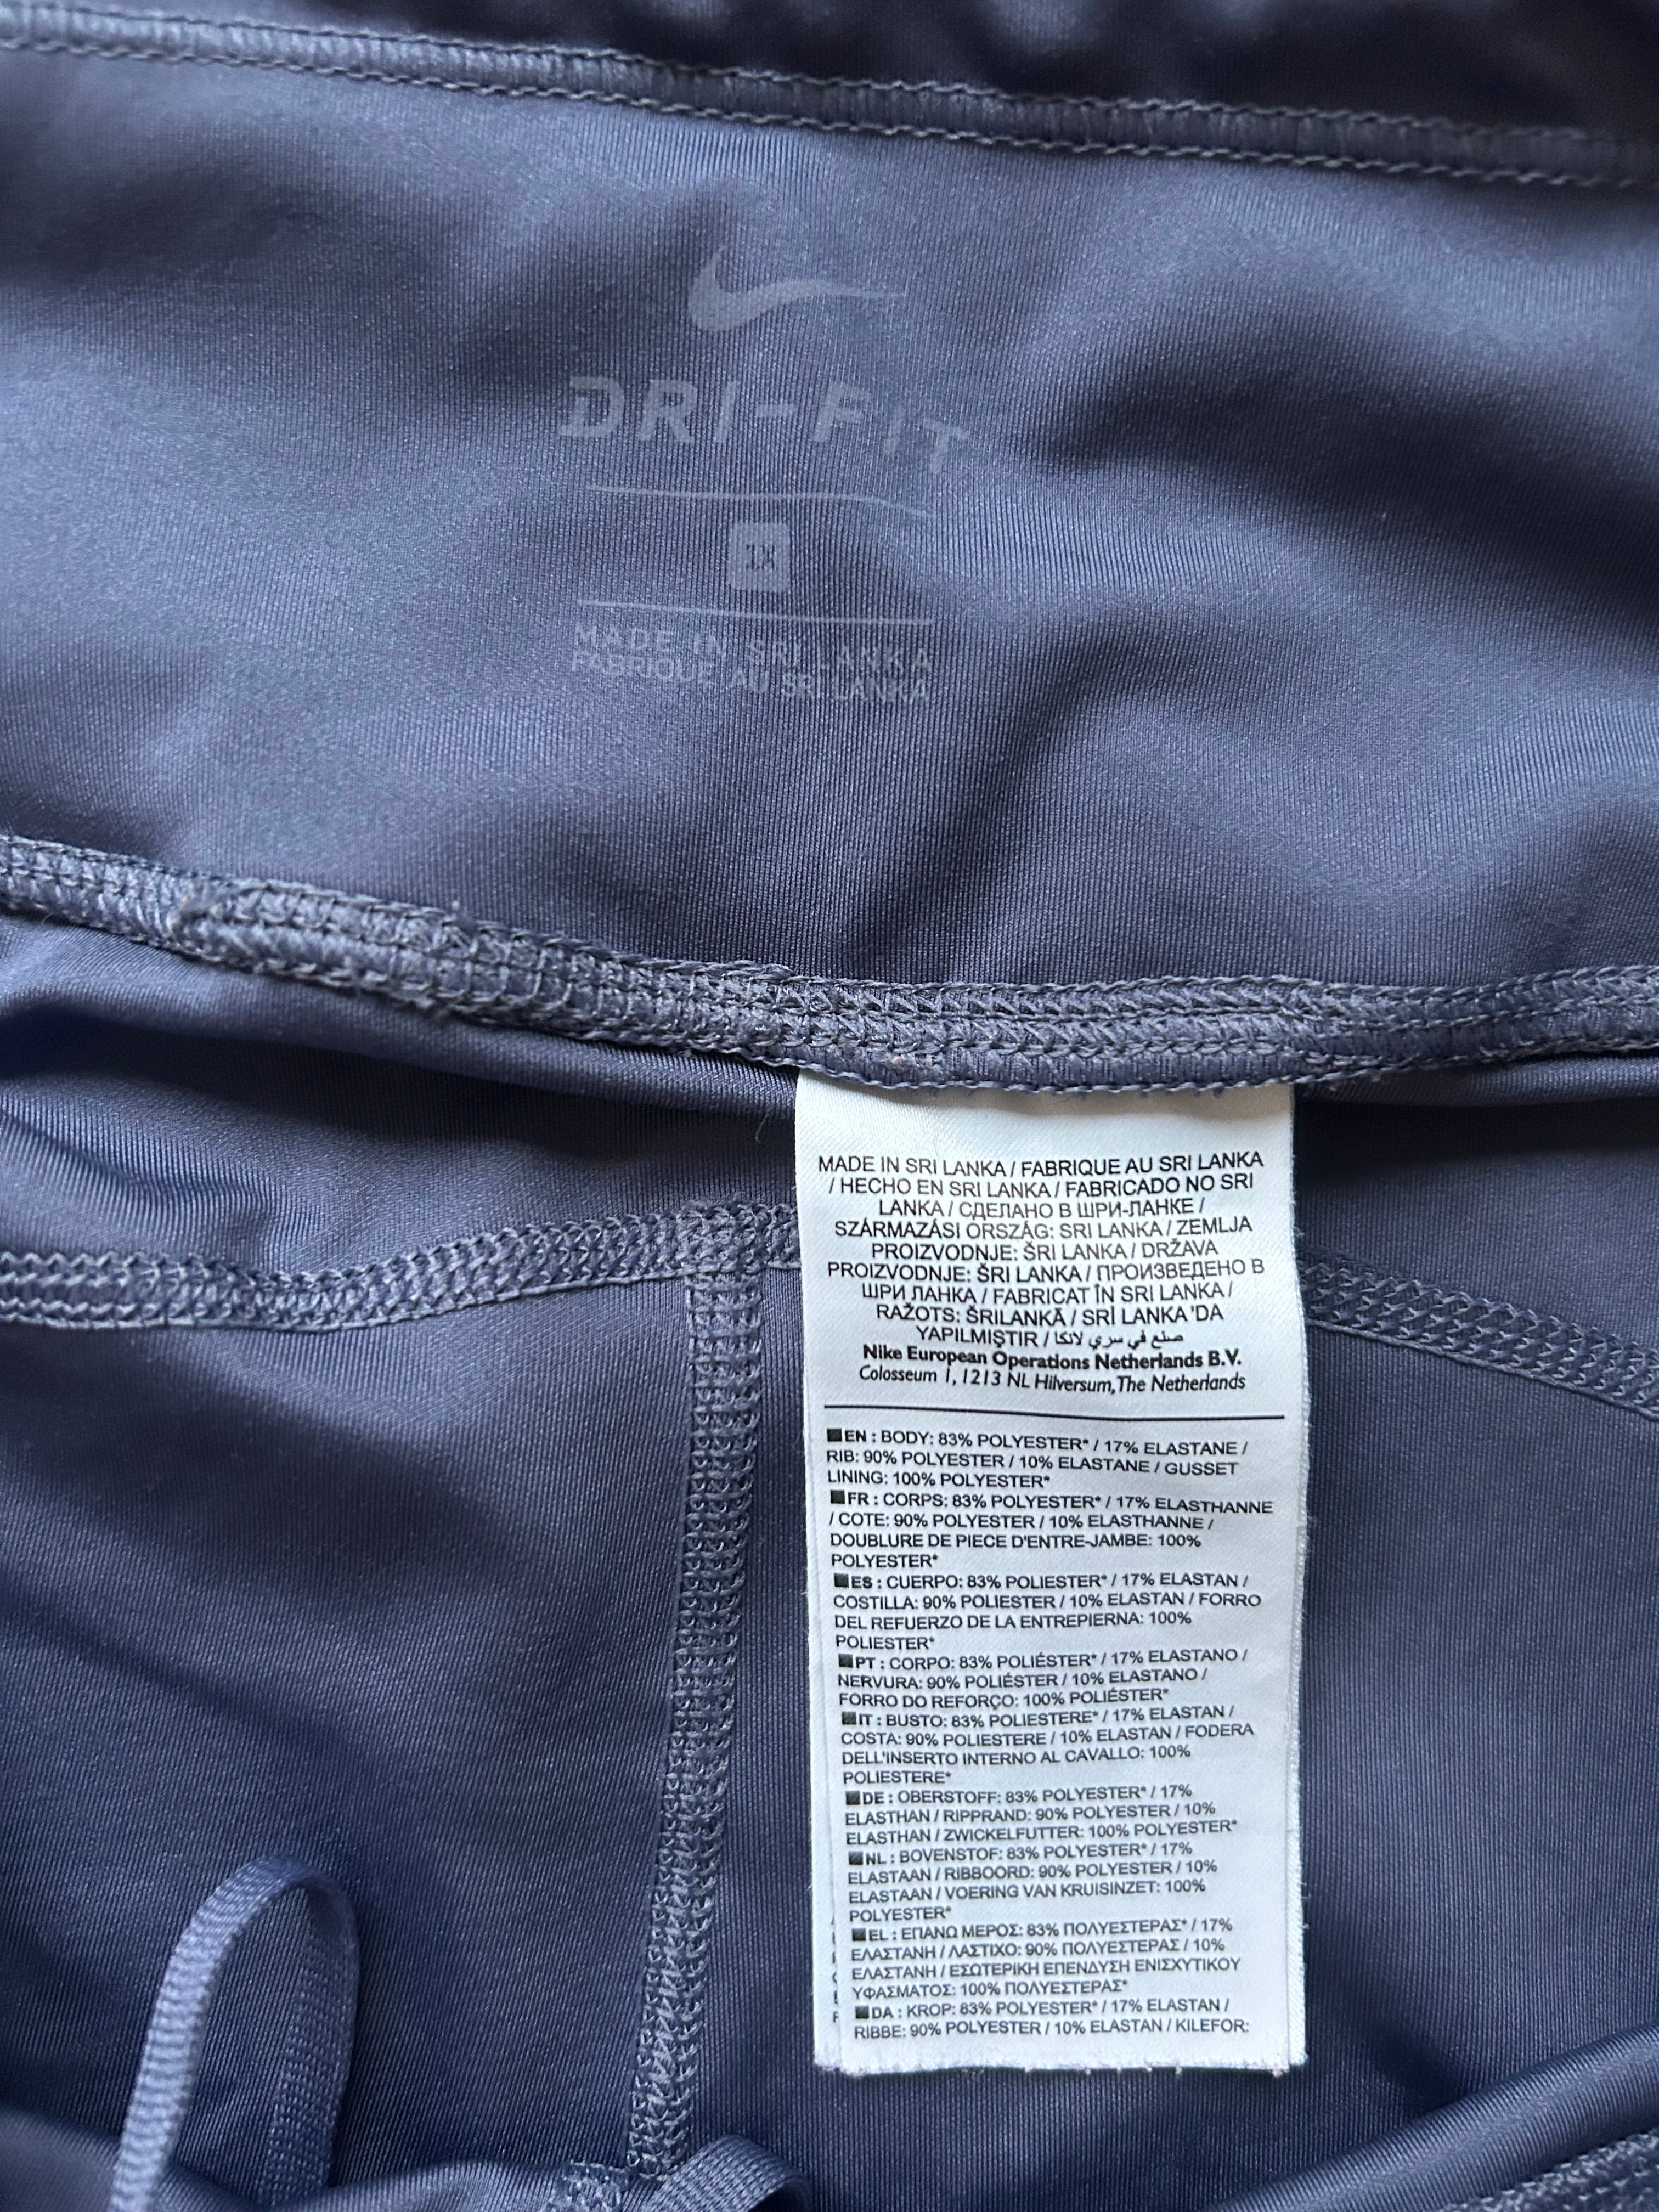 DRI-FIT
1X
MADE IN SRI LANKA
FABRIQUE AU SRI LANKA
MADE IN SRI LANKA / FABRIQUE AU SRI LANKA
/ HECHO EN SRI LANKA / FABRICADO NO SRI
LANKA / СДЕЛАНО В ШРИ-ЛАНКЕ /
SZÁRMAZÁSI ORSZÁG: SRI LANKA / ZEMLJA
PROIZVODNJE: ŠRI LANKA / DRŽAVA
PROIZVODNJE: ŠRI LANKA / ПРОИЗВЕДЕНО В
ШРИ ЛАНКА / FABRICAT ÎN SRI LANKA /
RAŽOTS: ŠRILANKĀ / SRİ LANKA 'DA
YAPILMIŞTIR / صنع في سري لانكا
Nike European Operations Netherlands B.V.
Colosseum 1, 1213 NL Hilversum, The Netherlands
EN : BODY: 83% POLYESTER* / 17% ELASTANE /
RIB: 90% POLYESTER / 10% ELASTANE / GUSSET
LINING: 100% POLYESTER*
FR : CORPS: 83% POLYESTER* / 17% ELASTHANNE
/ COTE: 90% POLYESTER / 10% ELASTHANNE /
DOUBLURE DE PIECE D'ENTRE-JAMBE: 100%
POLYESTER*
ES : CUERPO: 83% POLIESTER* / 17% ELASTAN /
COSTILLA: 90% POLIESTER / 10% ELASTAN / FORRO
DEL REFUERZO DE LA ENTREPIERNA: 100%
POLIESTER*
PT : CORPO: 83% POLIÉSTER* / 17% ELASTANO /
NERVURA: 90% POLIÉSTER / 10% ELASTANO /
FORRO DO REFORÇO: 100% POLIÉSTER*
IT : BUSTO: 83% POLIESTERE* / 17% ELASTAN /
COSTA: 90% POLIESTERE / 10% ELASTAN / FODERA
DELL'INSERTO INTERNO AL CAVALLO: 100%
POLIESTERE*
DE : OBERSTOFF: 83% POLYESTER* / 17%
ELASTHAN / RIPPRAND: 90% POLYESTER / 10%
ELASTHAN / ZWICKELFUTTER: 100% POLYESTER*
NL : BOVENSTOF: 83% POLYESTER* / 17%
ELASTAAN / RIBBOORD: 90% POLYESTER / 10%
ELASTAAN / VOERING VAN KRUISINZET: 100%
POLYESTER*
EL : ΕΠΑΝΩ ΜΕΡΟΣ: 83% ΠΟΛΥΕΣΤΕΡΑΣ* / 17%
ΕΛΑΣΤΑΝΗ / ΛΑΣΤΙΧΟ: 90% ΠΟΛΥΕΣΤΕΡΑΣ / 10%
ΕΛΑΣΤΑΝΗ / ΕΣΩΤΕΡΙΚΗ ΕΠΕΝΔΥΣΗ ΕΝΙΣΧΥΤΙΚΟΥ
ΥΦΑΣΜΑΤΟΣ: 100% ΠΟΛΥΕΣΤΕΡΑΣ*
DA : KROP: 83% POLYESTER* / 17% ELASTAN /
RIBBE: 90% POLYESTER / 10% ELASTAN / KILEFOR: